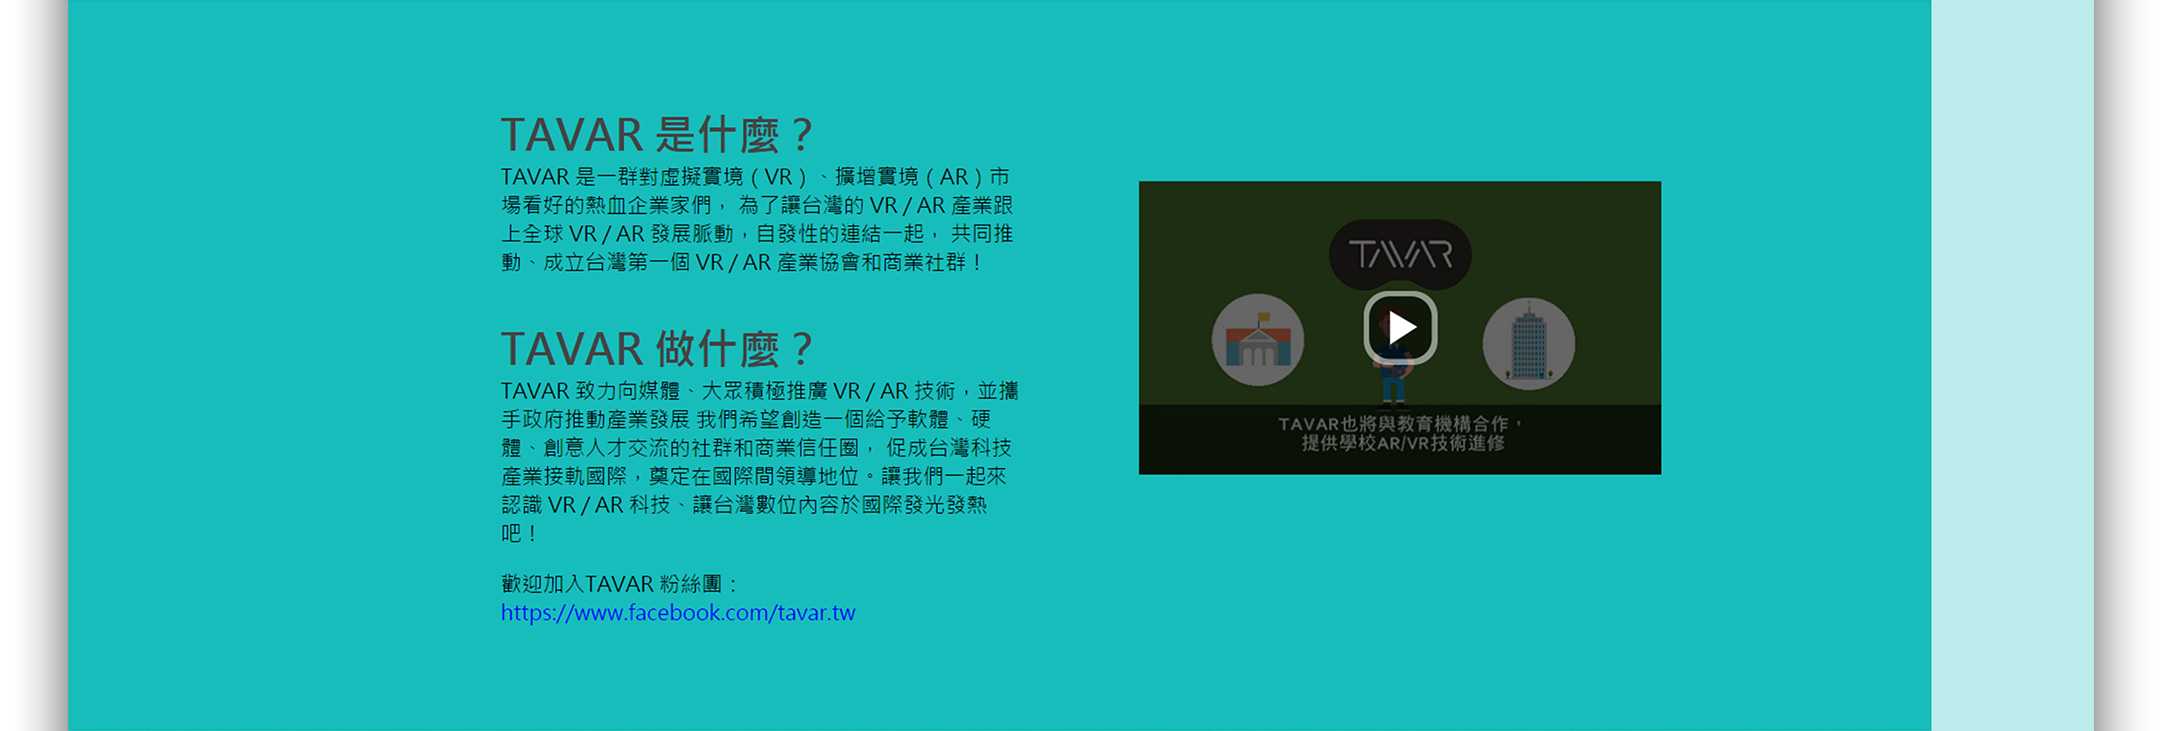 TAVAR 是什麼？
TAVAR 是一群對虛擬實境（VR）、擴增實境（AR）市
場看好的熱血企業家們， 為了讓台灣的 VR / AR 產業跟
上全球 VR / AR 發展脈動，自發性的連結一起， 共同推
動、成立台灣第一個 VR / AR 產業協會和商業社群！
TAVAR 做什麼？
TAVAR 致力向媒體、大眾積極推廣 VR / AR 技術，並攜
手政府推動產業發展 我們希望創造一個給予軟體、硬
體、創意人才交流的社群和商業信任圈， 促成台灣科技
產業接軌國際，奠定在國際間領導地位。讓我們一起來
認識 VR / AR 科技、讓台灣數位內容於國際發光發熱
吧！
歡迎加入TAVAR 粉絲團：
https://www.facebook.com/tavar.tw
TAVAR
TAVAR也將與教育機構合作，
提供學校AR/VR技術進修